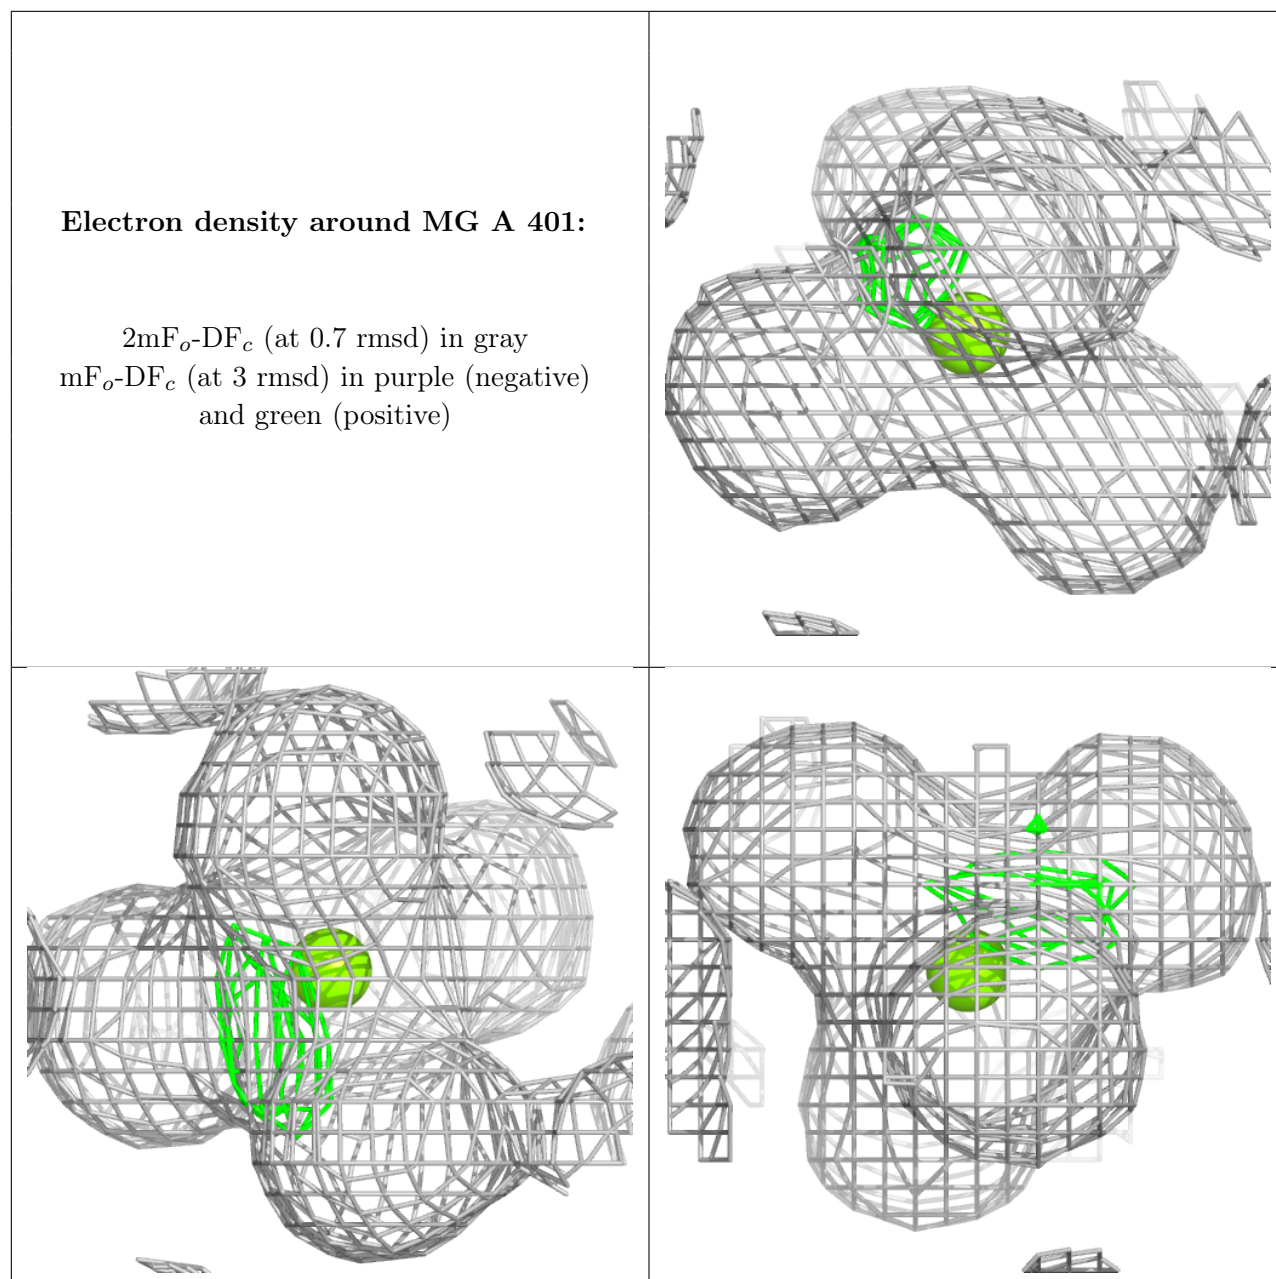 Electron density around MG A 401:
2mFo-DFc (at 0.7 rmsd) in gray
mFo-DFc (at 3 rmsd) in purple (negative)
and green (positive)